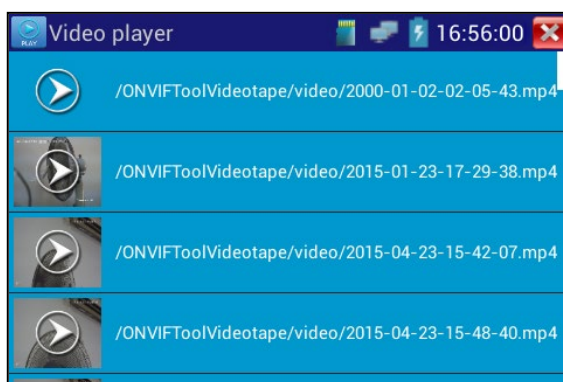 PLAY
Video player
16:56:00
/ONVIFToolVideotape/video/2000-01-02-02-05-43.mp4
/ONVIFToolVideotape/video/2015-01-23-17-29-38.mp4
/ONVIFToolVideotape/video/2015-04-23-15-42-07.mp4
/ONVIFToolVideotape/video/2015-04-23-15-48-40.mp4